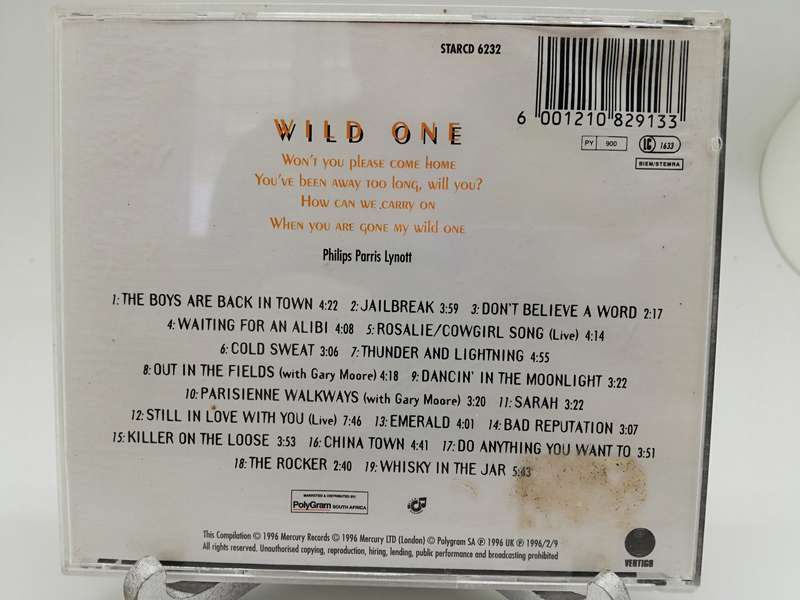 STARCD 6232
6 001210 829133
PY 900 LC 1633
BIEM/STEMRA
WILD ONE
WON'T YOU PLEASE COME HOME
YOU'VE BEEN AWAY TOO LONG, WILL YOU?
HOW CAN WE CARRY ON
WHEN YOU ARE GONE MY WILD ONE
Philips Parris Lynott
1: THE BOYS ARE BACK IN TOWN 4:22 2: JAILBREAK 3:59 3: DON'T BELIEVE A WORD 2:17
4: WAITING FOR AN ALIBI 4:08 5: ROSALIE/COWGIRL SONG (Live) 4:14
6: COLD SWEAT 3:06 7: THUNDER AND LIGHTNING 4:55
8: OUT IN THE FIELDS (with Gary Moore) 4:18 9: DANCIN' IN THE MOONLIGHT 3:22
10: PARISIENNE WALKWAYS (with Gary Moore) 3:20 11: SARAH 3:22
12: STILL IN LOVE WITH YOU (Live) 7:46 13: EMERALD 4:01 14: BAD REPUTATION 3:07
15: KILLER ON THE LOOSE 3:53 16: CHINA TOWN 4:41 17: DO ANYTHING YOU WANT TO 3:51
18: THE ROCKER 2:40 19: WHISKY IN THE JAR 5:43
MARKETED & DISTRIBUTED BY:
PolyGram SOUTH AFRICA
This Compilation © 1996 Mercury Records © 1996 Mercury LTD (London) © Polygram SA ℗ 1996 UK ℗ 1996/2/9
All rights reserved. Unauthorised copying, reproduction, hiring, lending, public performance and broadcasting prohibited
VERTIGO